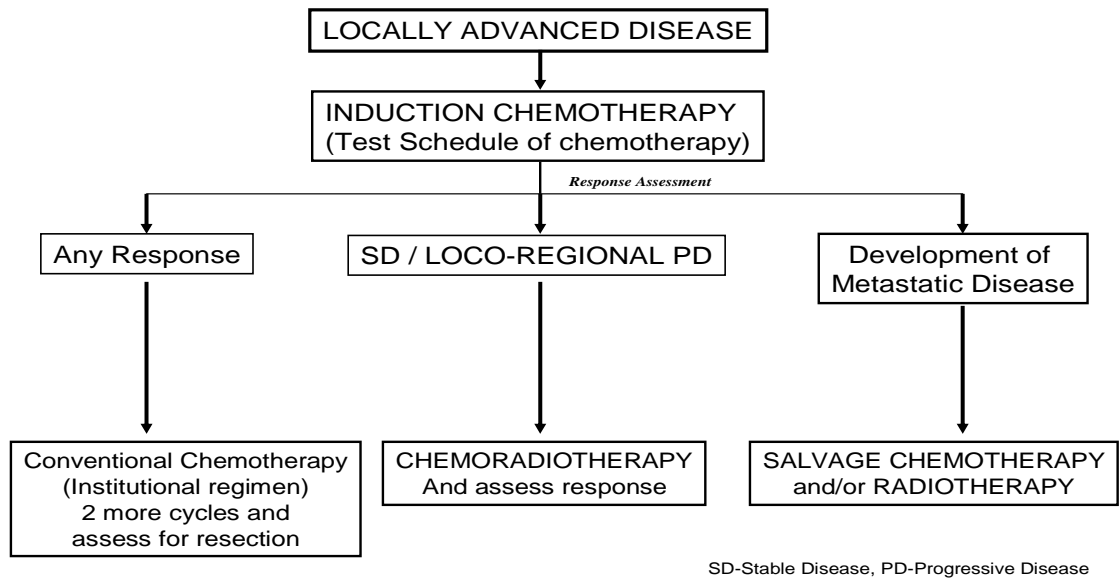 LOCALLY ADVANCED DISEASE
INDUCTION CHEMOTHERAPY
(Test Schedule of chemotherapy)
Response Assessment
Any Response
SD / LOCO-REGIONAL PD
Development of
Metastatic Disease
Conventional Chemotherapy
(Institutional regimen)
2 more cycles and
assess for resection
CHEMORADIOTHERAPY
And assess response
SALVAGE CHEMOTHERAPY
and/or RADIOTHERAPY
SD-Stable Disease, PD-Progressive Disease